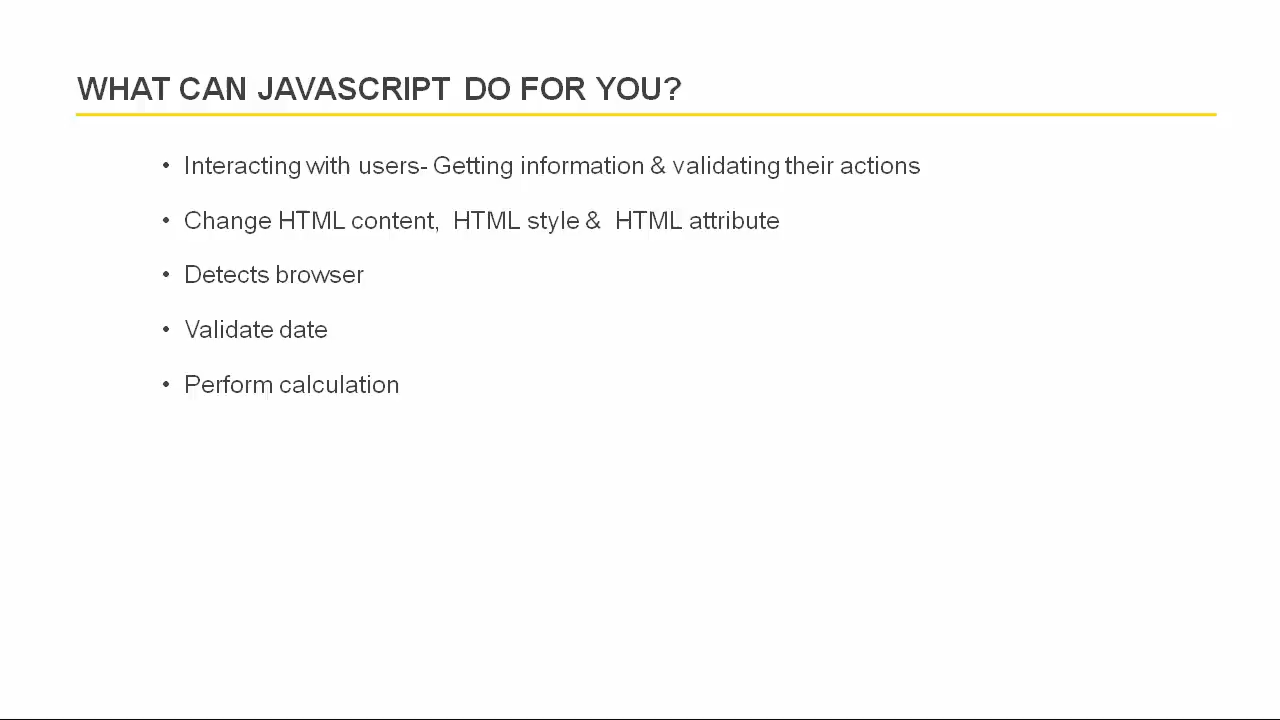 WHAT CAN JAVASCRIPT DO FOR YOU?
• Interacting with users- Getting information & validating their actions
• Change HTML content,  HTML style &  HTML attribute
• Detects browser
• Validate date
• Perform calculation